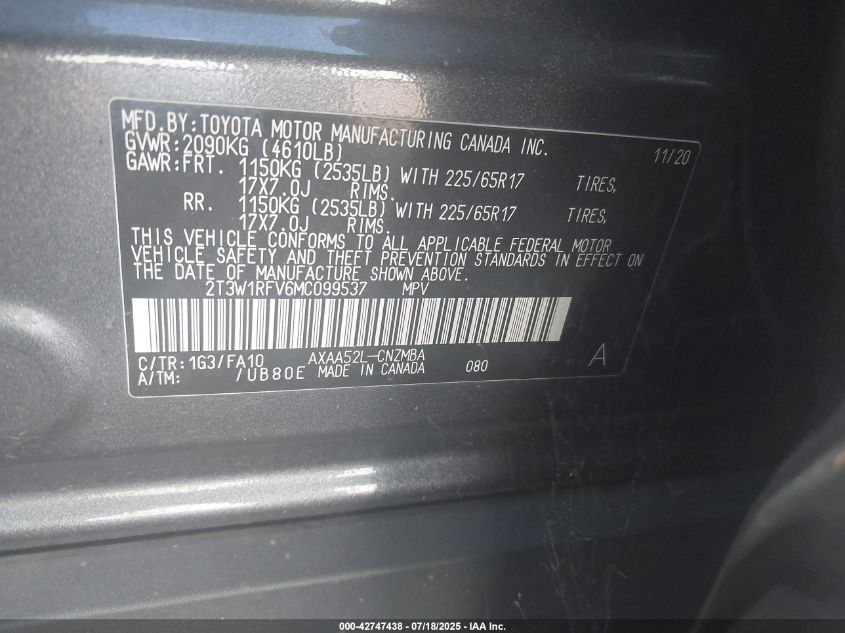 MFD.BY:TOYOTA MOTOR MANUFACTURING CANADA INC.
GVWR:2090KG (4610LB) 11/20
GAWR:FRT. 1150KG (2535LB) WITH 225/65R17 TIRES,
17X7.0J RIMS.
RR. 1150KG (2535LB) WITH 225/65R17 TIRES,
17X7.0J RIMS.
THIS VEHICLE CONFORMS TO ALL APPLICABLE FEDERAL MOTOR
VEHICLE SAFETY AND THEFT PREVENTION STANDARDS IN EFFECT ON
THE DATE OF MANUFACTURE SHOWN ABOVE.
2T3W1RFV6MC099537 MPV
C/TR:1G3/FA10 AXAA52L-CNZMBA A
A/TM: /UB80E MADE IN CANADA 080
000-42747438 - 07/18/2025 - IAA Inc.